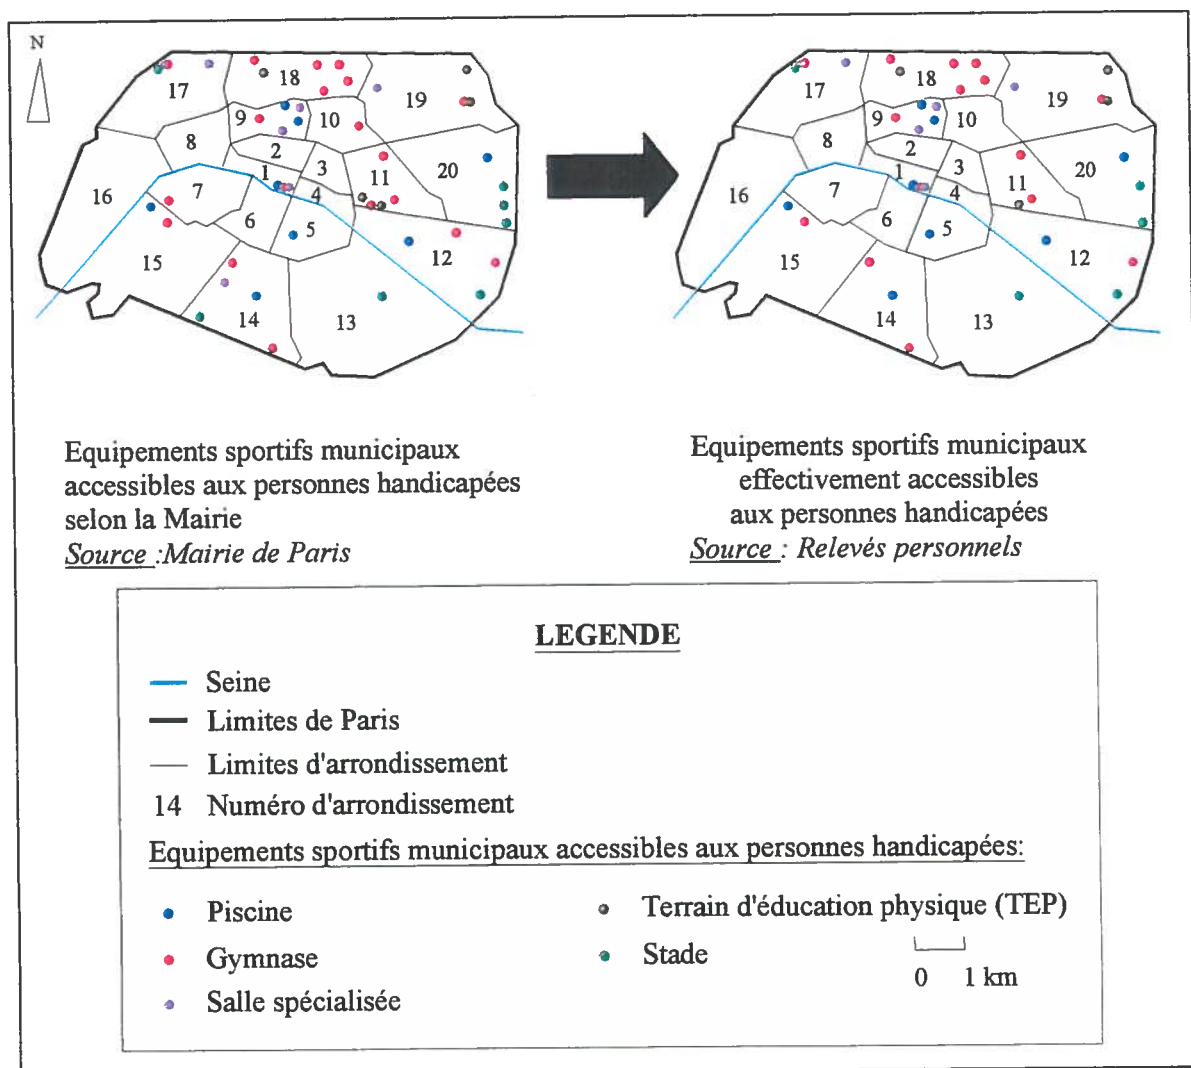 N
17
18
19
9
10
8
2
3
1
11
20
16
7
4
6
5
15
12
14
13
N
17
18
19
9
10
8
2
3
1
11
20
16
7
4
6
5
15
12
14
13
Equipements sportifs municipaux
accessibles aux personnes handicapées
selon la Mairie
Source :Mairie de Paris
Equipements sportifs municipaux
effectivement accessibles
aux personnes handicapées
Source : Relevés personnels
LEGENDE
Seine
Limites de Paris
Limites d'arrondissement
14 Numéro d'arrondissement
Equipements sportifs municipaux accessibles aux personnes handicapées:
Piscine
Gymnase
Salle spécialisée
Terrain d'éducation physique (TEP)
Stade
0 1 km